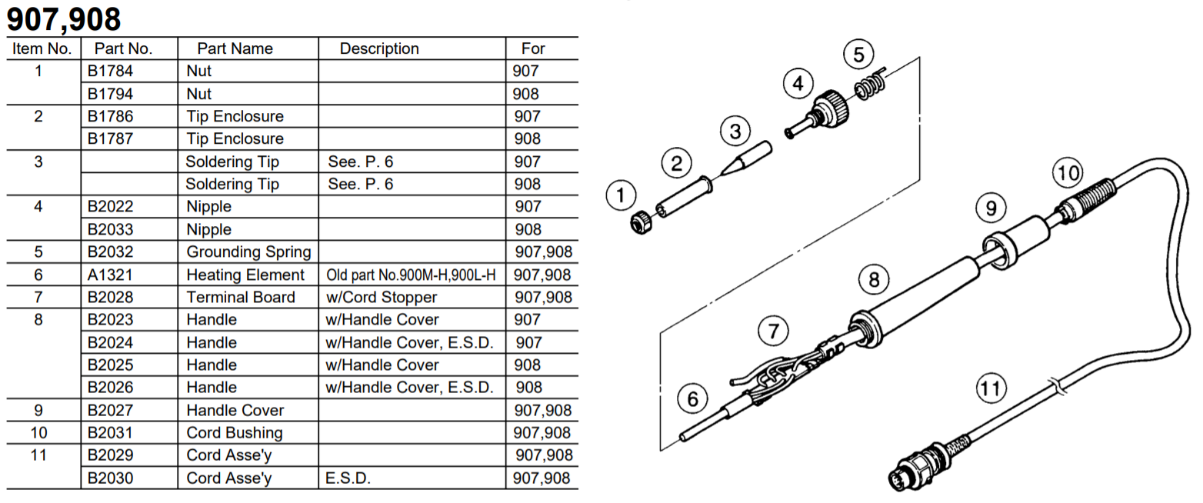 907,908
Item No. Part No. Part Name Description For
1 B1784 Nut 907
B1794 Nut 908
2 B1786 Tip Enclosure 907
B1787 Tip Enclosure 908
3 Soldering Tip See. P. 6 907
Soldering Tip See. P. 6 908
4 B2022 Nipple 907
B2033 Nipple 908
5 B2032 Grounding Spring 907,908
6 A1321 Heating Element Old part No.900M-H,900L-H 907,908
7 B2028 Terminal Board w/Cord Stopper 907,908
8 B2023 Handle w/Handle Cover 907
B2024 Handle w/Handle Cover, E.S.D. 907
B2025 Handle w/Handle Cover 908
B2026 Handle w/Handle Cover, E.S.D. 908
9 B2027 Handle Cover 907,908
10 B2031 Cord Bushing 907,908
11 B2029 Cord Asse'y 907,908
B2030 Cord Asse'y E.S.D. 907,908
1
2
3
4
5
6
7
8
9
10
11